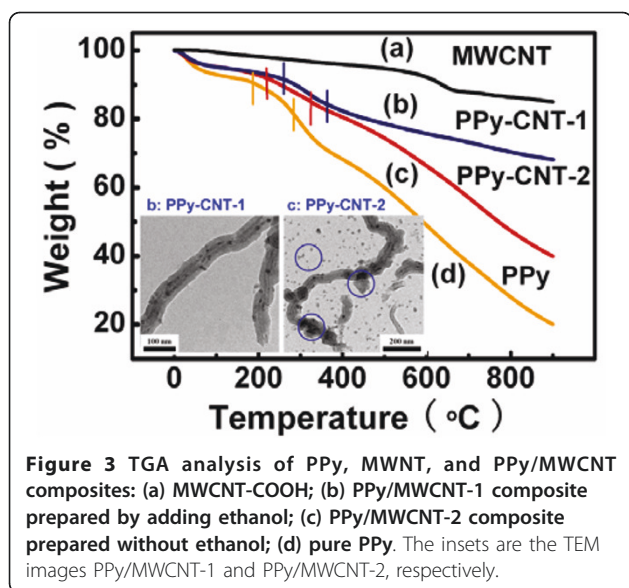 100
80
60
40
20
Weight ( % )
(a)
MWCNT
(b)
PPy-CNT-1
PPy-CNT-2
(c)
b: PPy-CNT-1
c: PPy-CNT-2
(d)
PPy
100 nm
200 nm
0 200 400 600 800
Temperature ( oC )
Figure 3 TGA analysis of PPy, MWNT, and PPy/MWCNT
composites: (a) MWCNT-COOH; (b) PPy/MWCNT-1 composite
prepared by adding ethanol; (c) PPy/MWCNT-2 composite
prepared without ethanol; (d) pure PPy. The insets are the TEM
images PPy/MWCNT-1 and PPy/MWCNT-2, respectively.